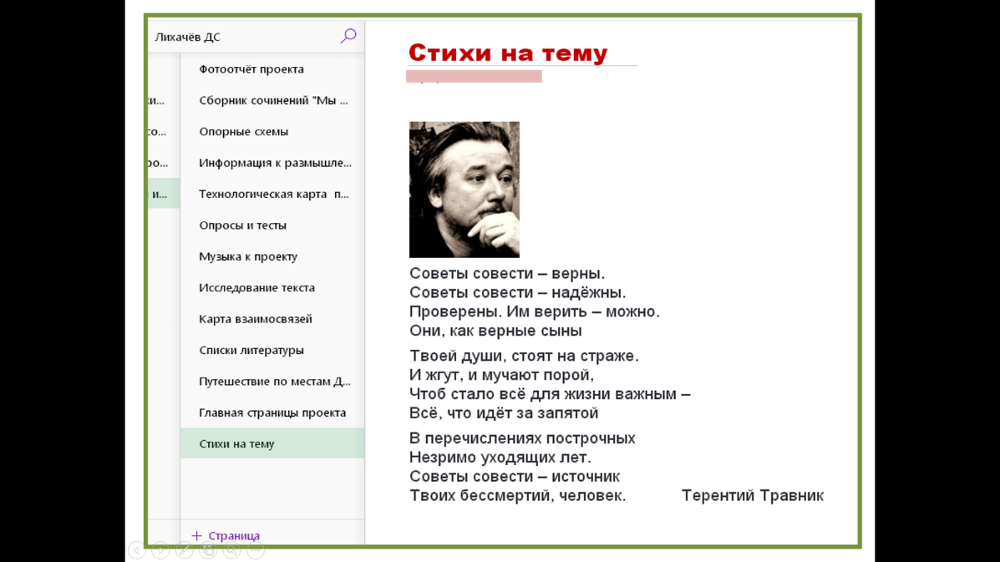 Лихачёв ДС
ки...
со...
ро...
и...
Фотоотчёт проекта
Сборник сочинений "Мы ...
Опорные схемы
Информация к размышле...
Технологическая карта п...
Опросы и тесты
Музыка к проекту
Исследование текста
Карта взаимосвязей
Списки литературы
Путешествие по местам Д...
Главная страницы проекта
Стихи на тему
+ Страница
Стихи на тему
Советы совести – верны.
Советы совести – надёжны.
Проверены. Им верить – можно.
Они, как верные сыны
Твоей души, стоят на страже.
И жгут, и мучают порой,
Чтоб стало всё для жизни важным –
Всё, что идёт за запятой
В перечислениях построчных
Незримо уходящих лет.
Советы совести – источник
Твоих бессмертий, человек. Терентий Травник